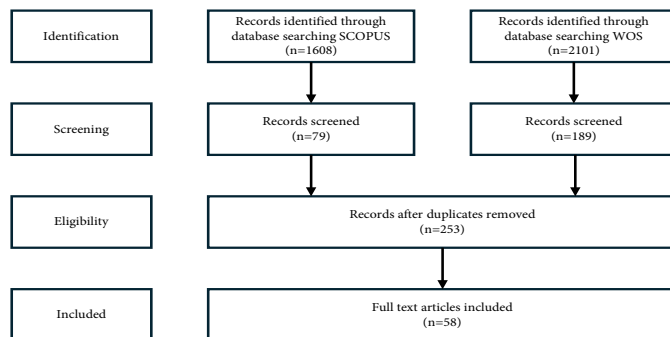 Identification
Records identified through
database searching SCOPUS
(n=1608)
Records identified through
database searching WOS
(n=2101)
Screening
Records screened
(n=79)
Records screened
(n=189)
Eligibility
Records after duplicates removed
(n=253)
Included
Full text articles included
(n=58)